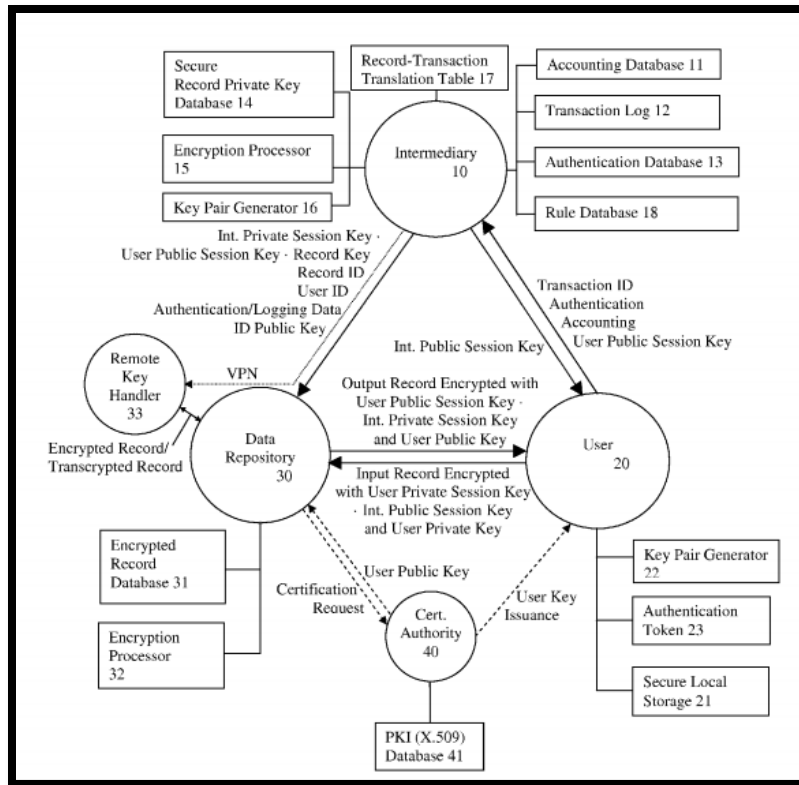 Secure
Record Private Key
Database 14
Record-Transaction
Translation Table 17
Accounting Database 11
Transaction Log 12
Encryption Processor
15
Intermediary
10
Authentication Database 13
Key Pair Generator 16
Rule Database 18
Int. Private Session Key ·
User Public Session Key · Record Key
Record ID
User ID
Authentication/Logging Data
ID Public Key
Transaction ID
Authentication
Accounting
User Public Session Key
Int. Public Session Key
Remote
Key
Handler
33
VPN
Output Record Encrypted with
User Public Session Key ·
Int. Private Session Key
and User Public Key
Encrypted Record/
Transcrypted Record
Data
Repository
30
User
20
Input Record Encrypted
with User Private Session Key
· Int. Public Session Key
and User Private Key
Encrypted
Record
Database 31
Key Pair Generator
22
User Public Key
Certification
Request
User Key
Issuance
Cert.
Authority
40
Authentication
Token 23
Encryption
Processor
32
Secure Local
Storage 21
PKI (X.509)
Database 41